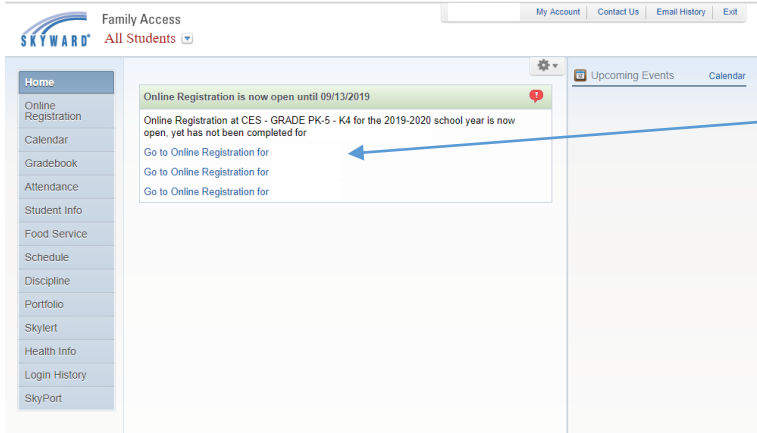 My Account | Contact Us | Email History | Exit
Family Access
SKYWARD®
All Students
Home
Online
Registration
Calendar
Gradebook
Attendance
Student Info
Food Service
Schedule
Discipline
Portfolio
Skylert
Health Info
Login History
SkyPort
Online Registration is now open until 09/13/2019
Online Registration at CES - GRADE PK-5 - K4 for the 2019-2020 school year is now
open, yet has not been completed for
Go to Online Registration for
Go to Online Registration for
Go to Online Registration for
Upcoming Events
Calendar